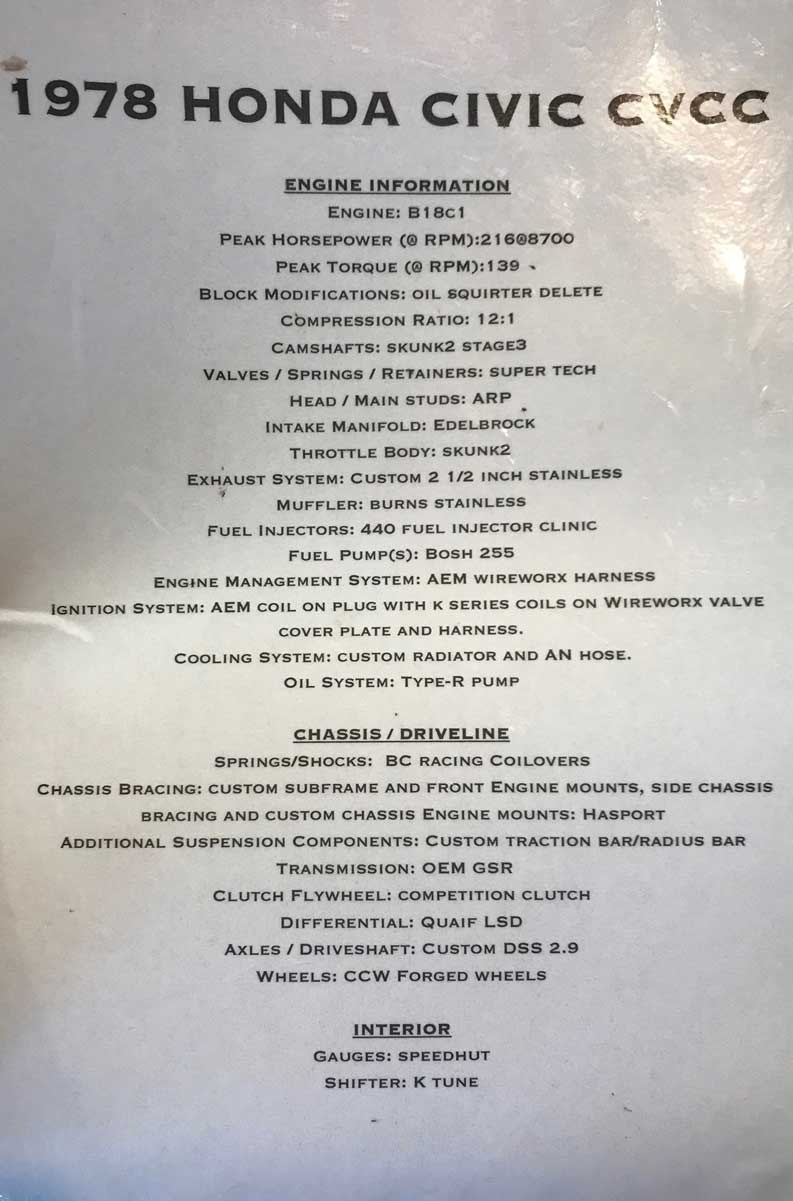 1978 HONDA CIVIC CVCC
ENGINE INFORMATION
ENGINE: B18C1
PEAK HORSEPOWER (@ RPM):216@8700
PEAK TORQUE (@ RPM):139
BLOCK MODIFICATIONS: OIL SQUIRTER DELETE
COMPRESSION RATIO: 12:1
CAMSHAFTS: SKUNK2 STAGE3
VALVES / SPRINGS / RETAINERS: SUPER TECH
HEAD / MAIN STUDS: ARP
INTAKE MANIFOLD: EDELBROCK
THROTTLE BODY: SKUNK2
EXHAUST SYSTEM: CUSTOM 2 1/2 INCH STAINLESS
MUFFLER: BURNS STAINLESS
FUEL INJECTORS: 440 FUEL INJECTOR CLINIC
FUEL PUMP(S): BOSH 255
ENGINE MANAGEMENT SYSTEM: AEM WIREWORX HARNESS
IGNITION SYSTEM: AEM COIL ON PLUG WITH K SERIES COILS ON WIREWORX VALVE
COVER PLATE AND HARNESS.
COOLING SYSTEM: CUSTOM RADIATOR AND AN HOSE.
OIL SYSTEM: TYPE-R PUMP
CHASSIS / DRIVELINE
SPRINGS/SHOCKS: BC RACING COILOVERS
CHASSIS BRACING: CUSTOM SUBFRAME AND FRONT ENGINE MOUNTS, SIDE CHASSIS
BRACING AND CUSTOM CHASSIS ENGINE MOUNTS: HASPORT
ADDITIONAL SUSPENSION COMPONENTS: CUSTOM TRACTION BAR/RADIUS BAR
TRANSMISSION: OEM GSR
CLUTCH FLYWHEEL: COMPETITION CLUTCH
DIFFERENTIAL: QUAIF LSD
AXLES / DRIVESHAFT: CUSTOM DSS 2.9
WHEELS: CCW FORGED WHEELS
INTERIOR
GAUGES: SPEEDHUT
SHIFTER: K TUNE